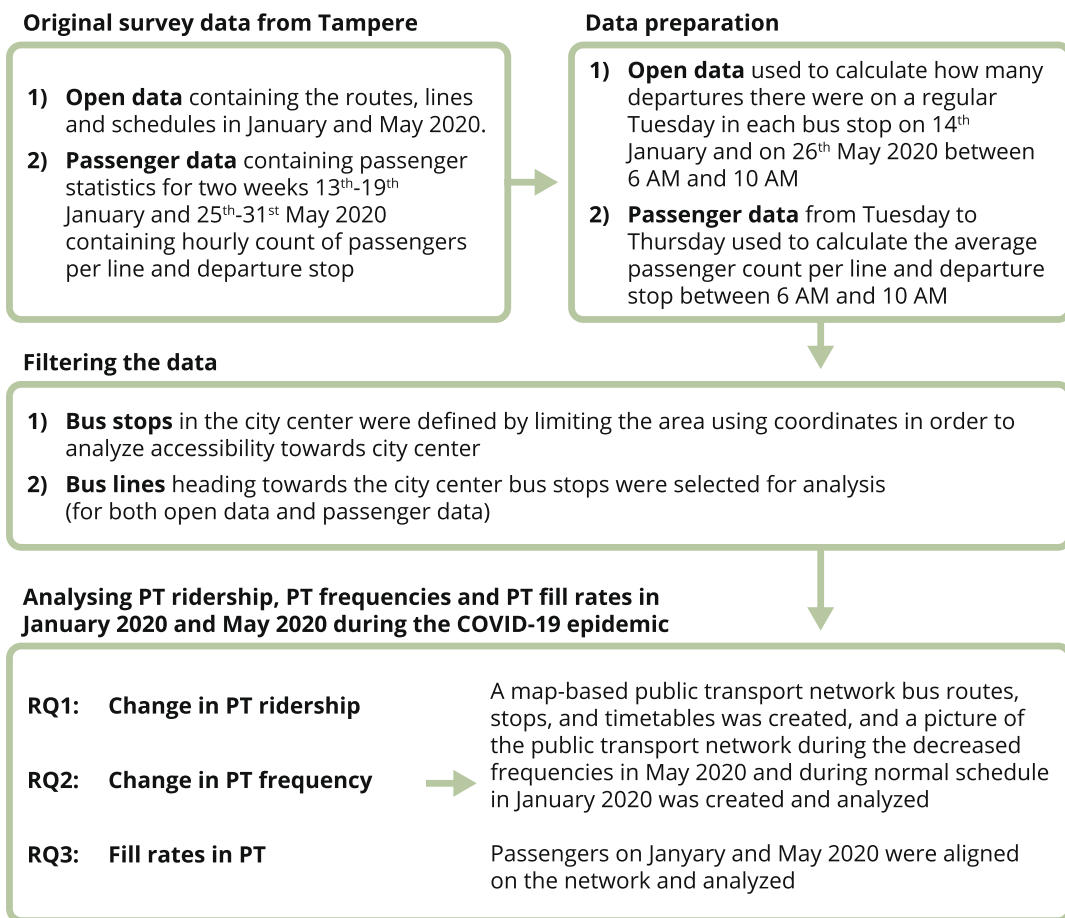 Original survey data from Tampere
1) Open data containing the routes, lines
and schedules in January and May 2020.
2) Passenger data containing passenger
statistics for two weeks 13th-19th
January and 25th-31st May 2020
containing hourly count of passengers
per line and departure stop
Data preparation
1) Open data used to calculate how many
departures there were on a regular
Tuesday in each bus stop on 14th
January and on 26th May 2020 between
6 AM and 10 AM
2) Passenger data from Tuesday to
Thursday used to calculate the average
passenger count per line and departure
stop between 6 AM and 10 AM
Filtering the data
1) Bus stops in the city center were defined by limiting the area using coordinates in order to
analyze accessibility towards city center
2) Bus lines heading towards the city center bus stops were selected for analysis
(for both open data and passenger data)
Analysing PT ridership, PT frequencies and PT fill rates in
January 2020 and May 2020 during the COVID-19 epidemic
RQ1: Change in PT ridership
RQ2: Change in PT frequency
RQ3: Fill rates in PT
A map-based public transport network bus routes,
stops, and timetables was created, and a picture of
the public transport network during the decreased
frequencies in May 2020 and during normal schedule
in January 2020 was created and analyzed
Passengers on Janyary and May 2020 were aligned
on the network and analyzed